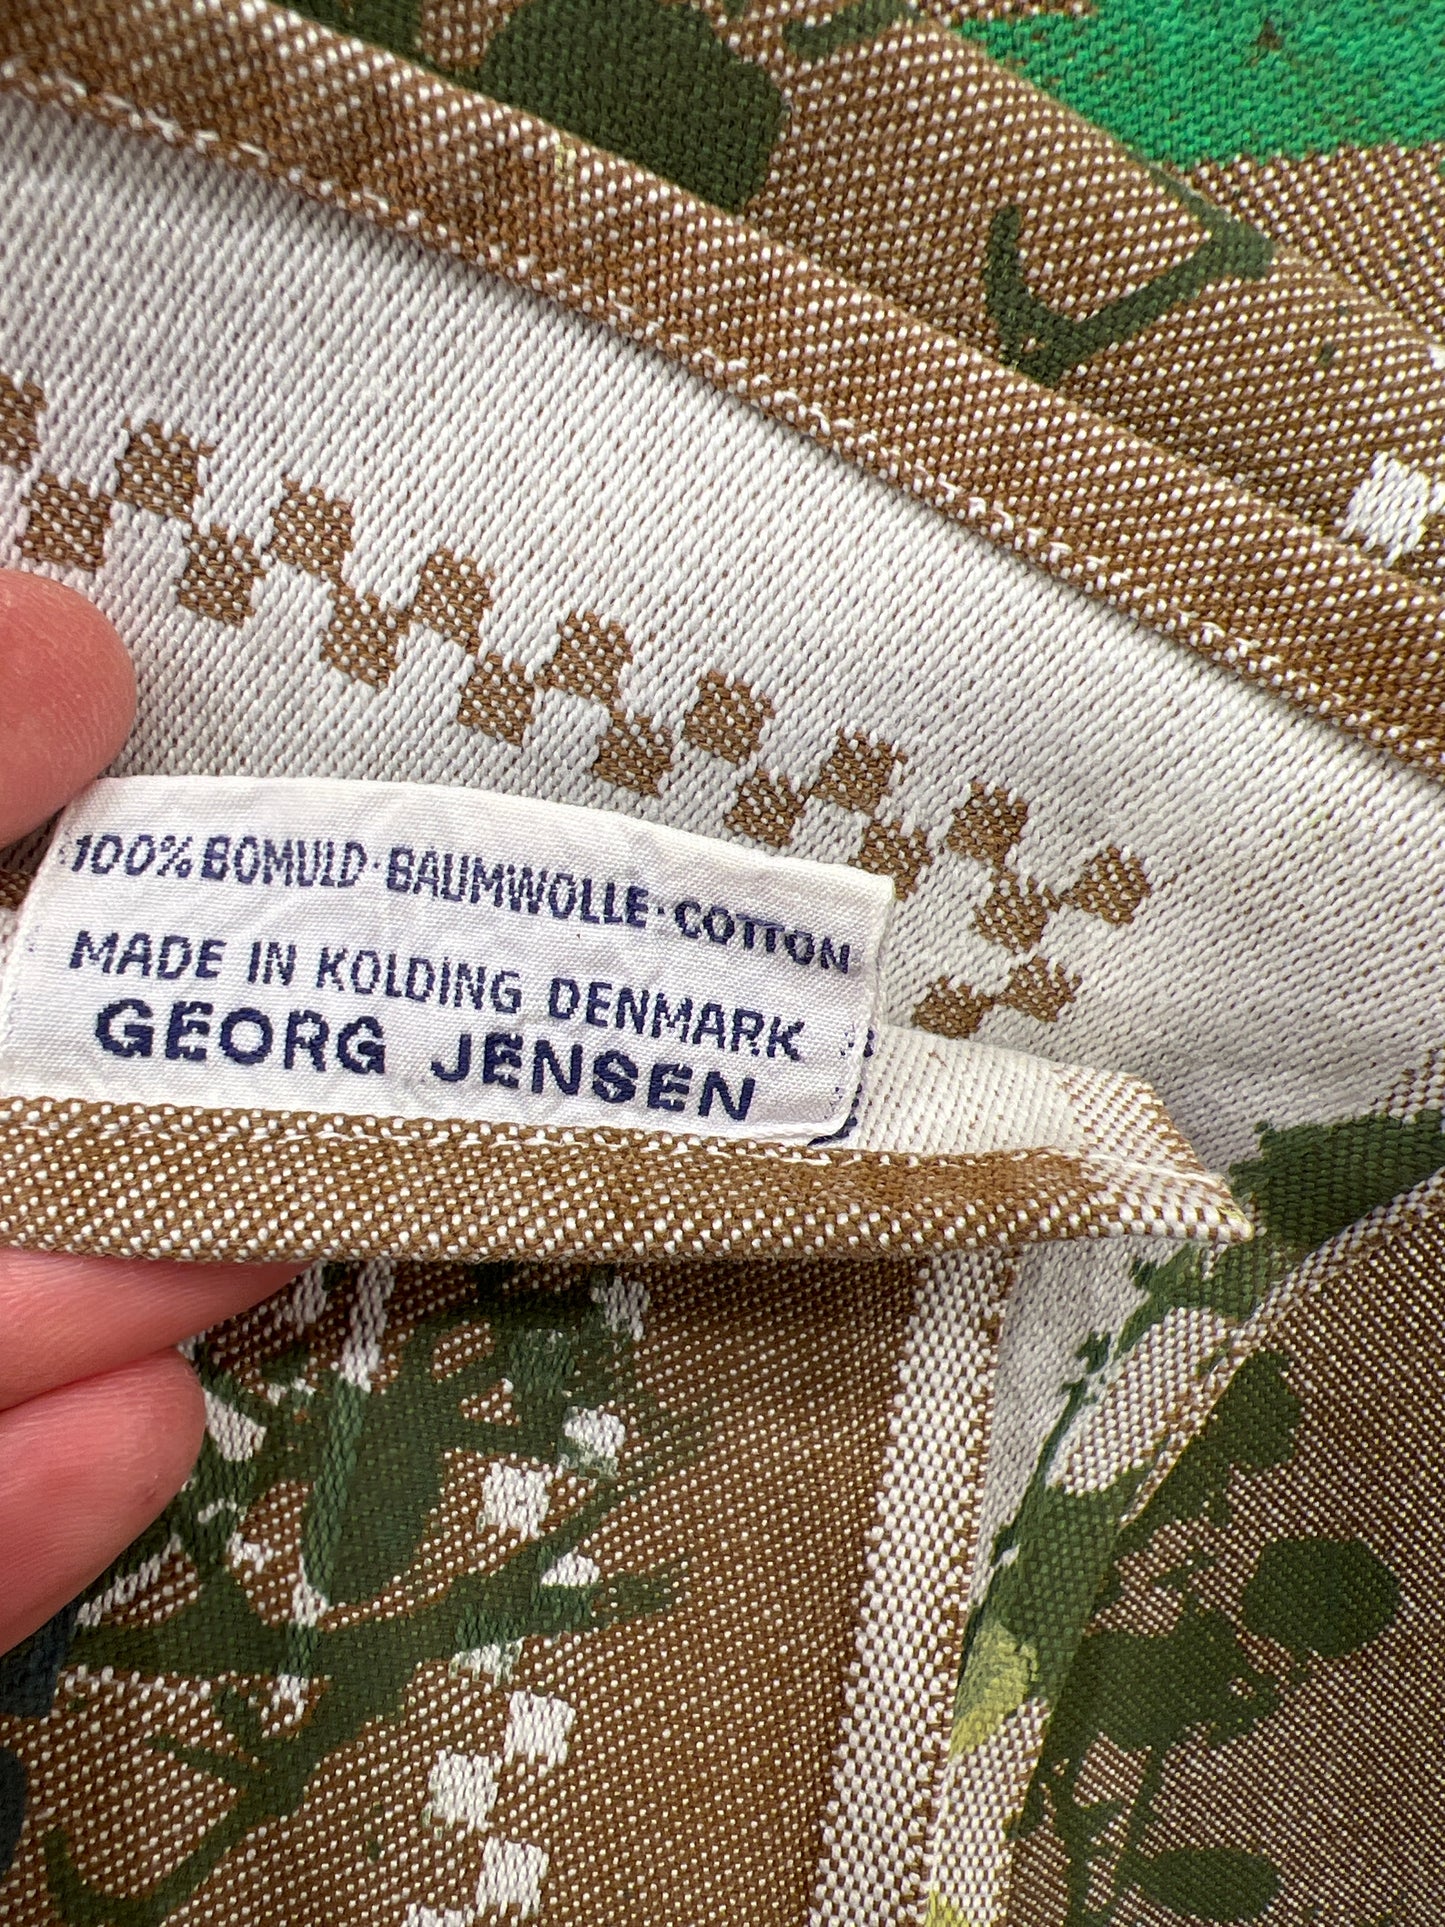 100% BOMULD · BAUMWOLLE · COTTON
MADE IN KOLDING DENMARK
GEORG JENSEN